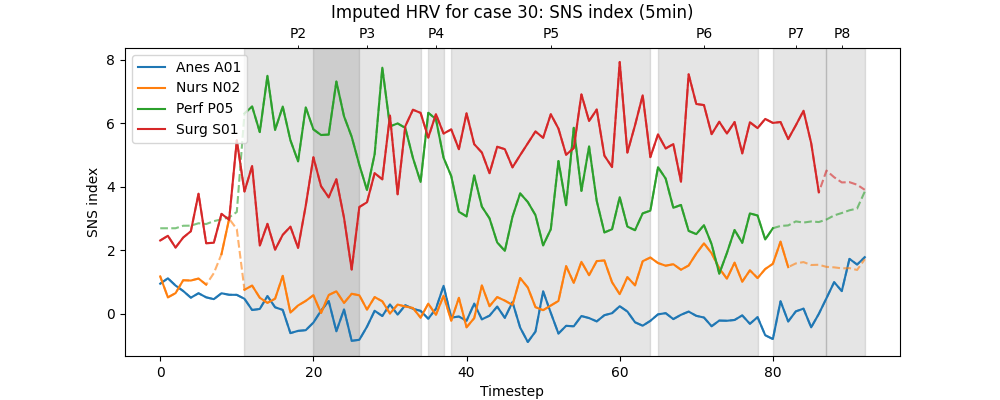 Imputed HRV for case 30: SNS index (5min)
P2 P3 P4 P5 P6 P7 P8
Anes A01
Nurs N02
Perf P05
Surg S01
8
6
4
2
0
SNS index
0 20 40 60 80
Timestep